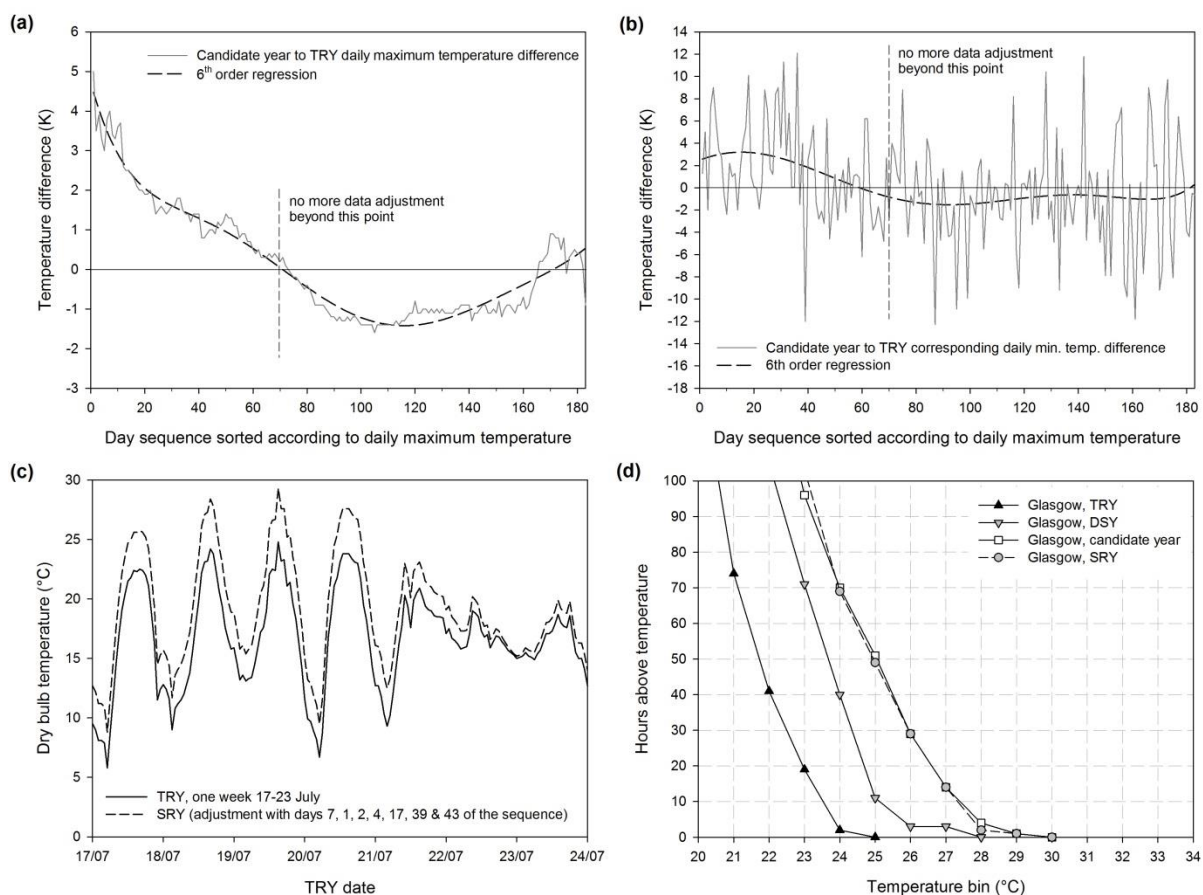 (a)
6
5
4
3
2
1
0
-1
-2
-3
Temperature difference (K)
Candidate year to TRY daily maximum temperature difference
6th order regression
no more data adjustment
beyond this point
0 20 40 60 80 100 120 140 160 180
Day sequence sorted according to daily maximum temperature
(b)
14
12
10
8
6
4
2
0
-2
-4
-6
-8
-10
-12
-14
-16
-18
Temperature difference (K)
no more data adjustment
beyond this point
Candidate year to TRY corresponding daily min. temp. difference
6th order regression
0 20 40 60 80 100 120 140 160 180
Day sequence sorted according to daily maximum temperature
(c)
30
25
20
15
10
5
0
Dry bulb temperature (°C)
TRY, one week 17-23 July
SRY (adjustment with days 7, 1, 2, 4, 17, 39 & 43 of the sequence)
17/07 18/07 19/07 20/07 21/07 22/07 23/07 24/07
TRY date
(d)
100
90
80
70
60
50
40
30
20
10
0
Hours above temperature
Glasgow, TRY
Glasgow, DSY
Glasgow, candidate year
Glasgow, SRY
20 21 22 23 24 25 26 27 28 29 30 31 32 33 34
Temperature bin (°C)